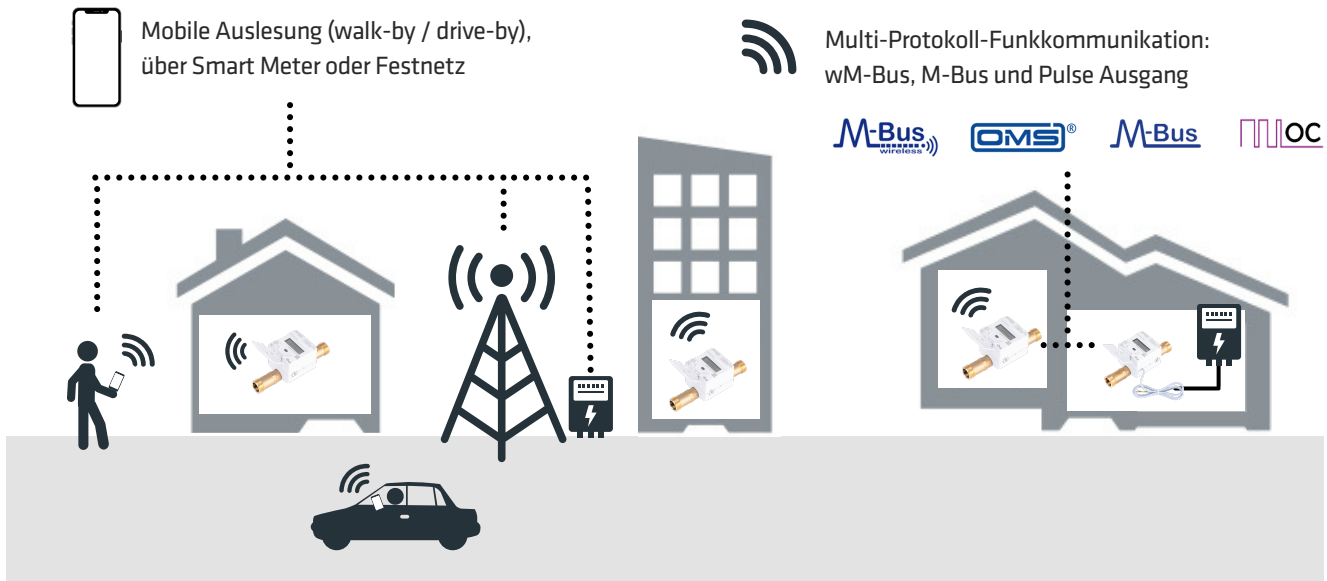 Mobile Auslesung (walk-by / drive-by),
über Smart Meter oder Festnetz
Multi-Protokoll-Funkkommunikation:
wM-Bus, M-Bus und Pulse Ausgang
M-Bus
wireless
OMS®
M-Bus
OC